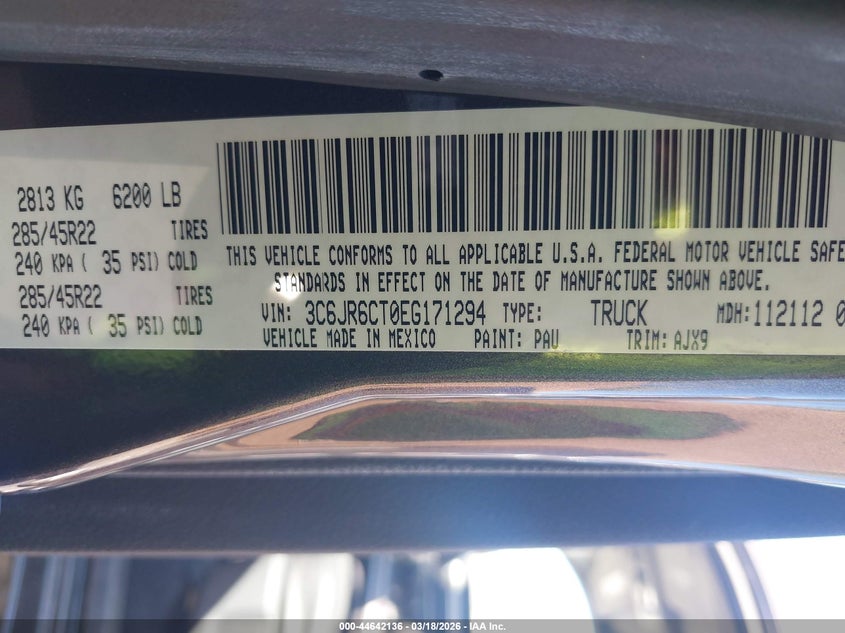 2813 KG 6200 LB
285/45R22 TIRES
240 KPA ( 35 PSI) COLD
285/45R22 TIRES
240 KPA ( 35 PSI) COLD
THIS VEHICLE CONFORMS TO ALL APPLICABLE U.S.A. FEDERAL MOTOR VEHICLE SAFE
STANDARDS IN EFFECT ON THE DATE OF MANUFACTURE SHOWN ABOVE.
VIN: 3C6JR6CT0EG171294 TYPE: TRUCK MDH: 112112 0
VEHICLE MADE IN MEXICO PAINT: PAU TRIM: AJX9
000-44642136 - 03/18/2026 - IAA Inc.